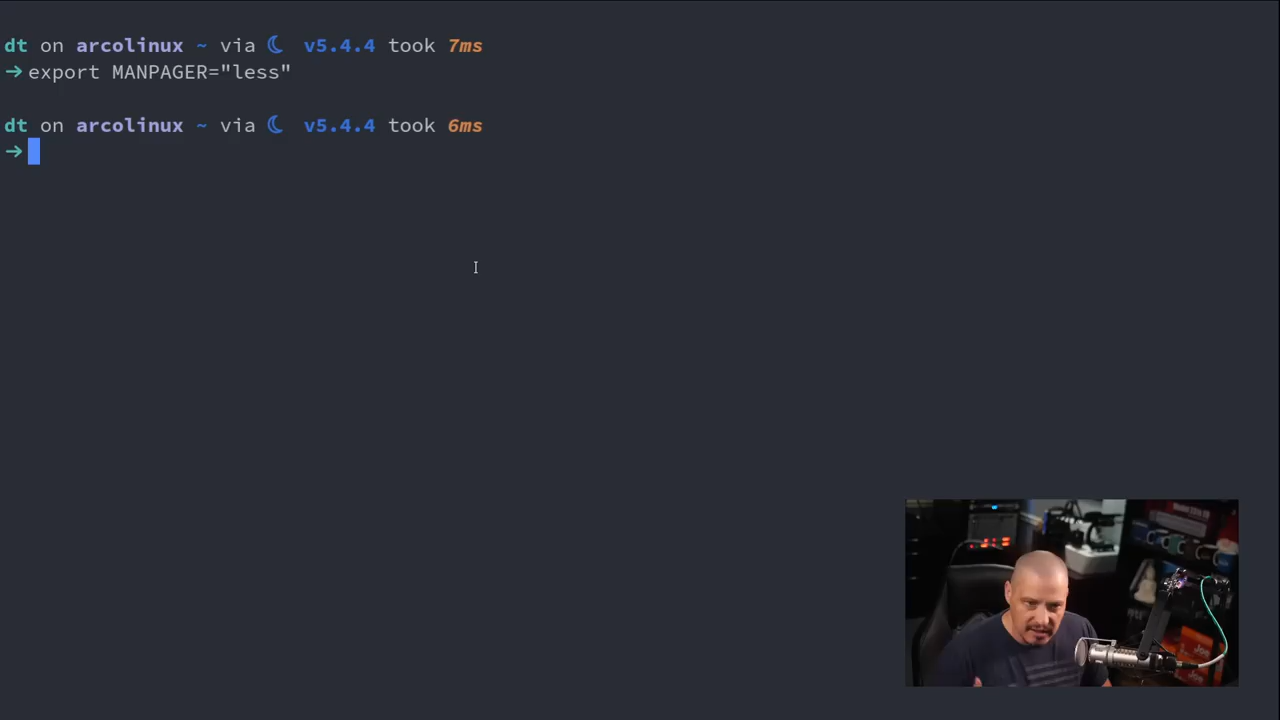 dt on arcolinux ~ via ☾ v5.4.4 took 7ms
➜ export MANPAGER="less"
dt on arcolinux ~ via ☾ v5.4.4 took 6ms
➜